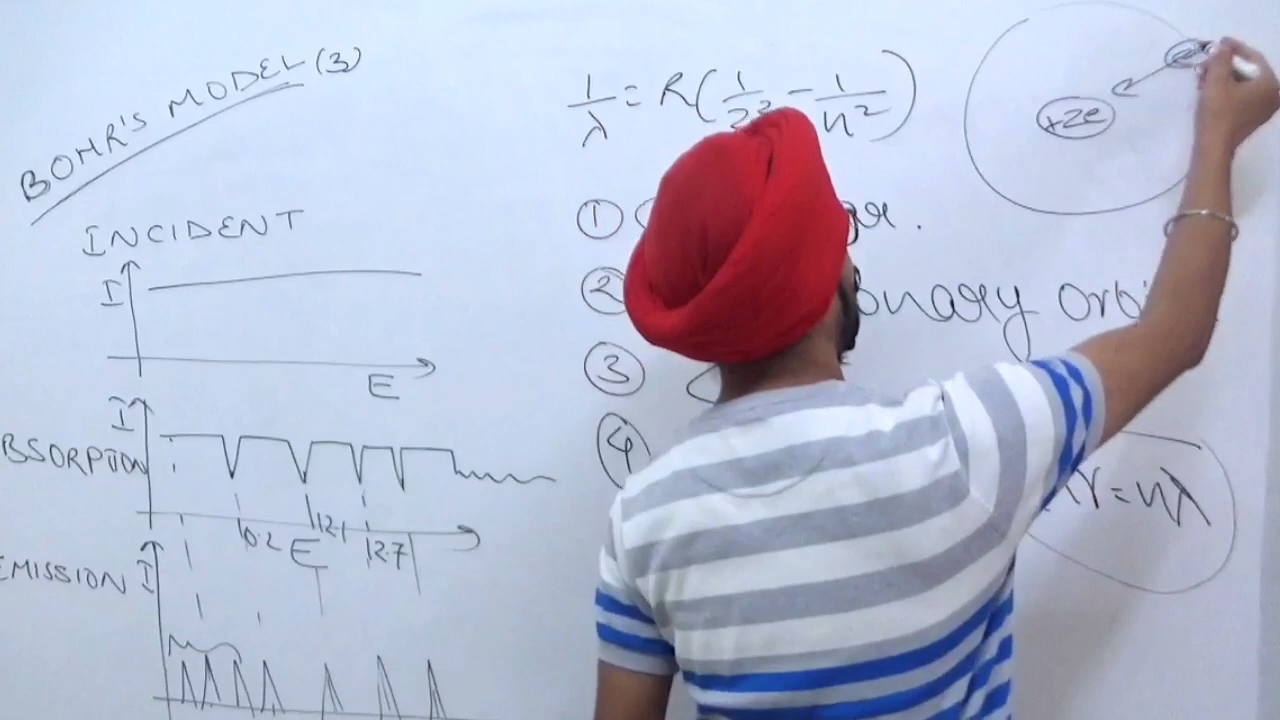 BOHR'S MODEL (3)
INCIDENT
I
E
I
BSORPTION
10.2
12.1
12.7
E
EMISSION I
1/λ = R(1/2² - 1/n²)
①
②
onary orbi
③
④
r = nλ
+Ze
e